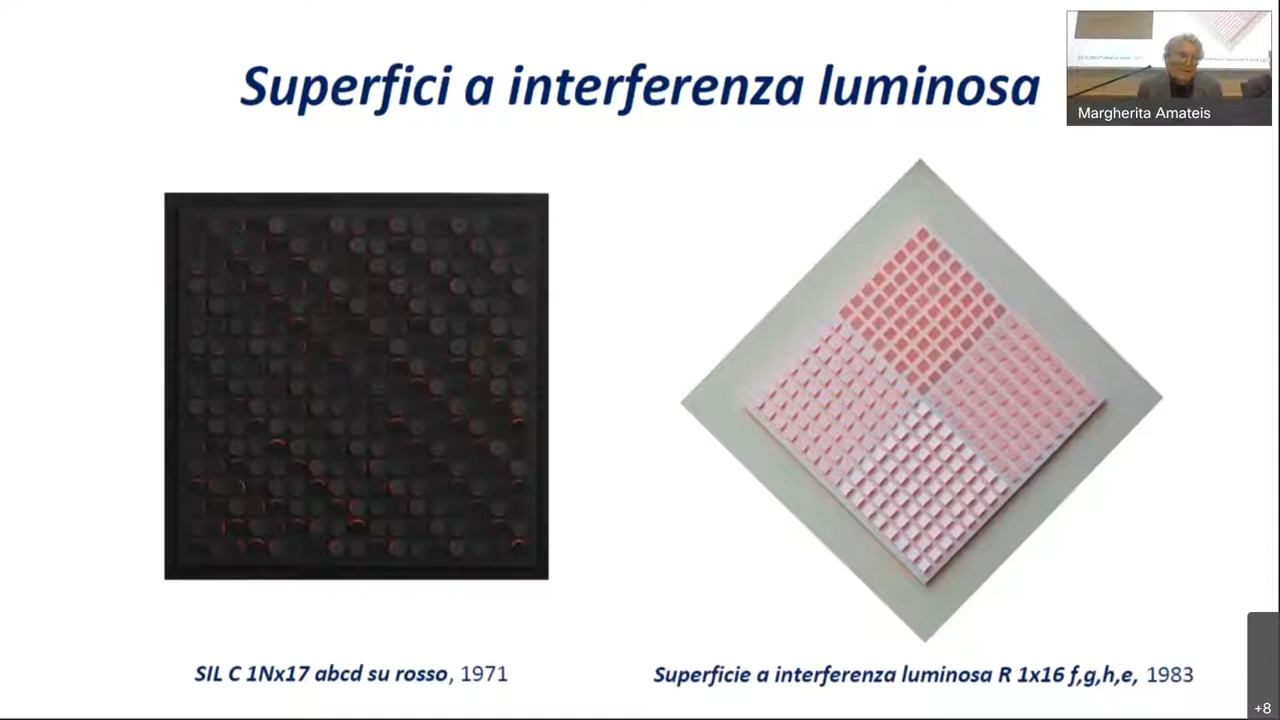 Superfici a interferenza luminosa
Margherita Amateis
SIL C 1Nx17 abcd su rosso, 1971
Superficie a interferenza luminosa R 1x16 f,g,h,e, 1983
+8